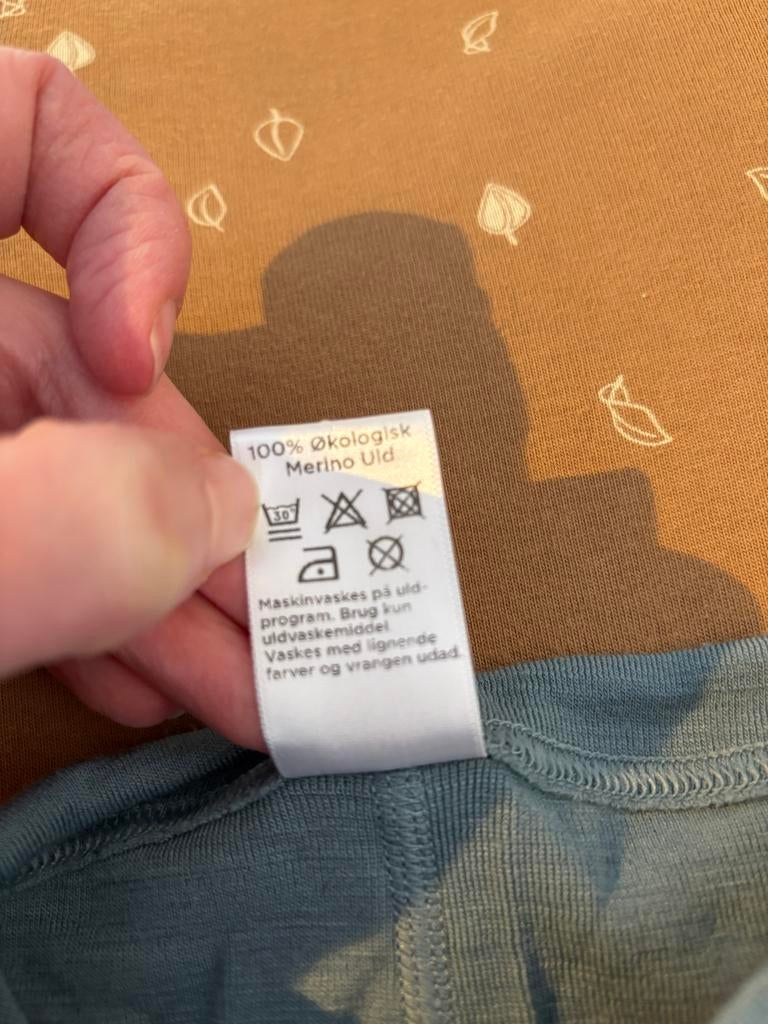 100% Økologisk
Merino Uld
30°
Maskinvaskes på uld-
program. Brug kun
uldvaskemiddel
Vaskes med lignende
farver og vrangen udad.